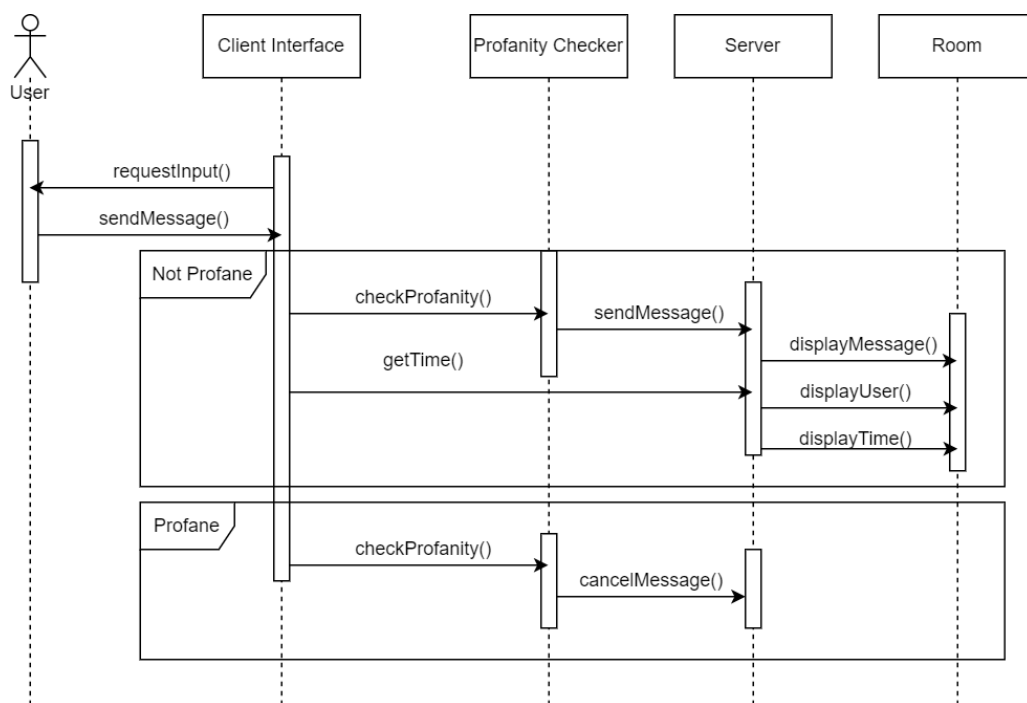 Client Interface
Profanity Checker
Server
Room
User
requestInput()
sendMessage()
Not Profane
checkProfanity()
sendMessage()
displayMessage()
getTime()
displayUser()
displayTime()
Profane
checkProfanity()
cancelMessage()